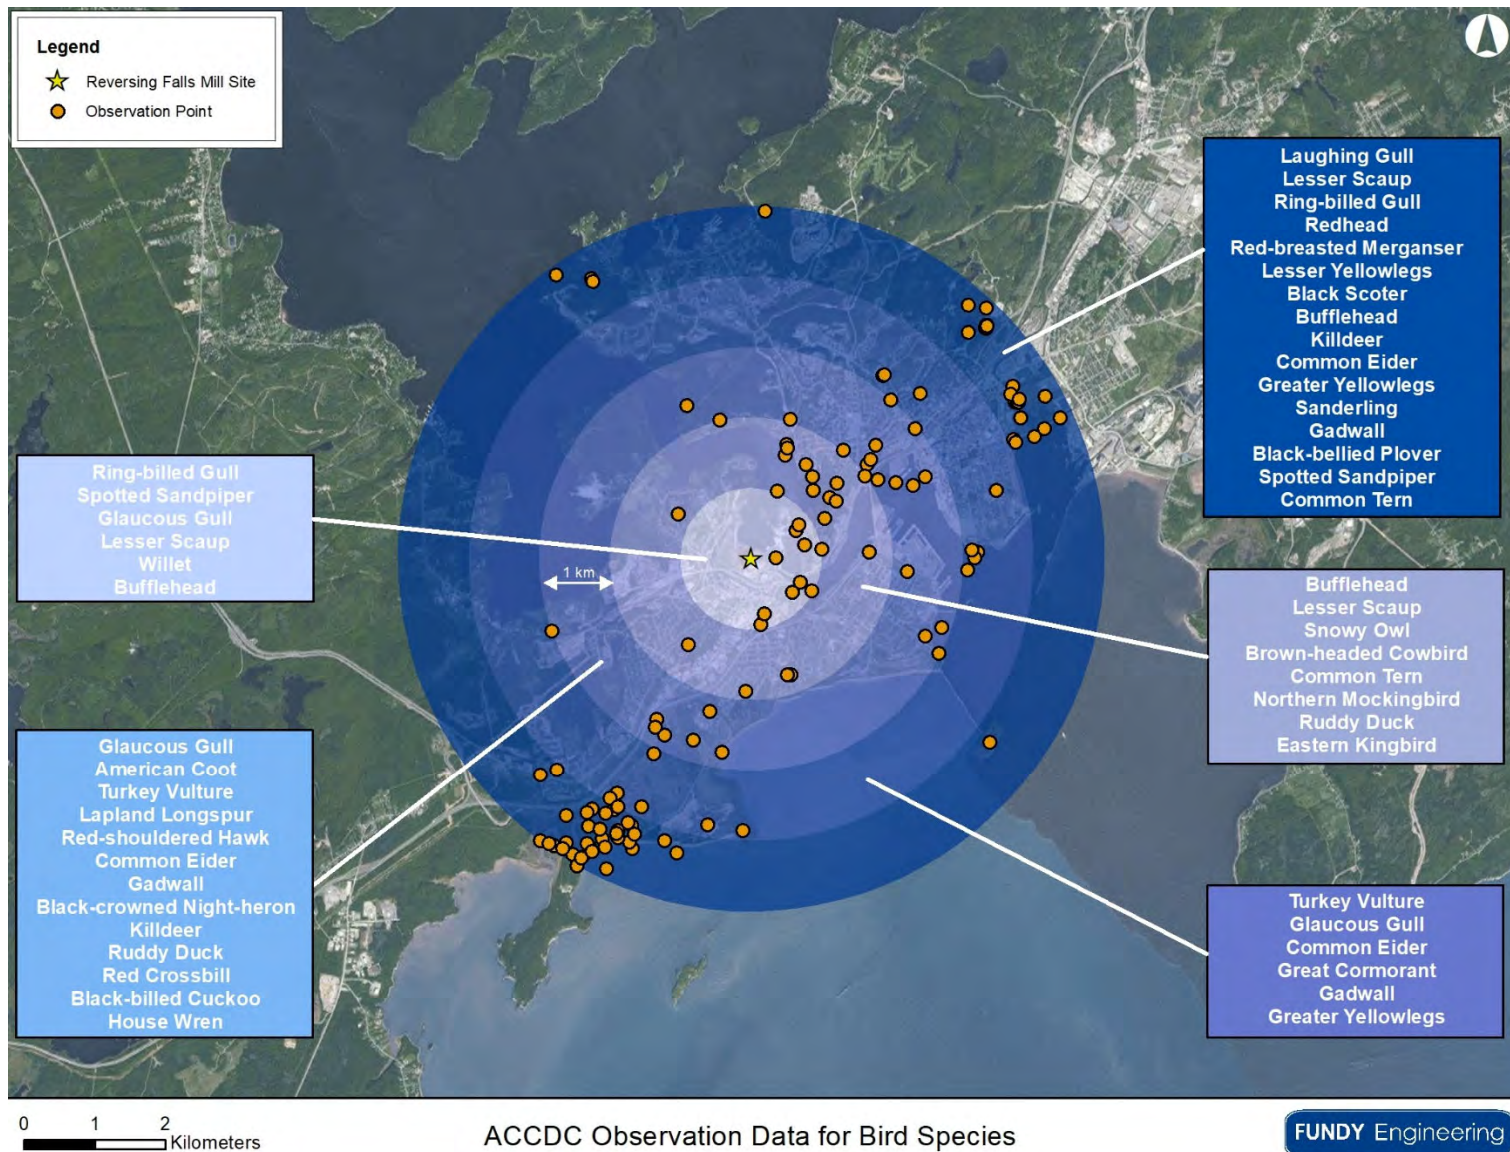 Legend
Reversing Falls Mill Site
Observation Point
Laughing Gull
Lesser Scaup
Ring-billed Gull
Redhead
Red-breasted Merganser
Lesser Yellowlegs
Black Scoter
Bufflehead
Killdeer
Common Eider
Greater Yellowlegs
Sanderling
Gadwall
Black-bellied Plover
Spotted Sandpiper
Common Tern
Ring-billed Gull
Spotted Sandpiper
Glaucous Gull
Lesser Scaup
Willet
Bufflehead
1 km
Bufflehead
Lesser Scaup
Snowy Owl
Brown-headed Cowbird
Common Tern
Northern Mockingbird
Ruddy Duck
Eastern Kingbird
Glaucous Gull
American Coot
Turkey Vulture
Lapland Longspur
Red-shouldered Hawk
Common Eider
Gadwall
Black-crowned Night-heron
Killdeer
Ruddy Duck
Red Crossbill
Black-billed Cuckoo
House Wren
Turkey Vulture
Glaucous Gull
Common Eider
Great Cormorant
Gadwall
Greater Yellowlegs
0 1 2
Kilometers
ACCDC Observation Data for Bird Species
FUNDY Engineering